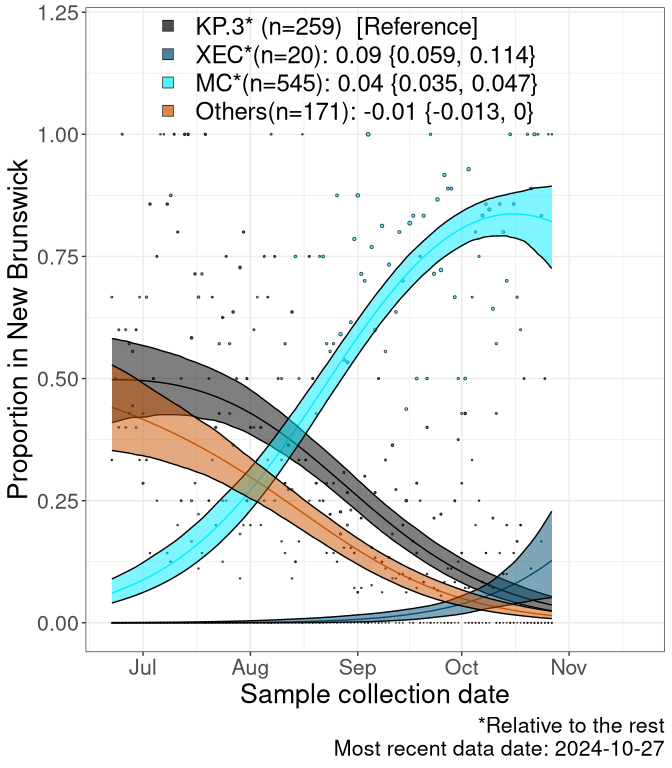 KP.3* (n=259)  [Reference]
XEC*(n=20): 0.09 {0.059, 0.114}
MC*(n=545): 0.04 {0.035, 0.047}
Others(n=171): -0.01 {-0.013, 0}
1.25
1.00
0.75
0.50
0.25
0.00
Proportion in New Brunswick
Jul Aug Sep Oct Nov
Sample collection date
*Relative to the rest
Most recent data date: 2024-10-27